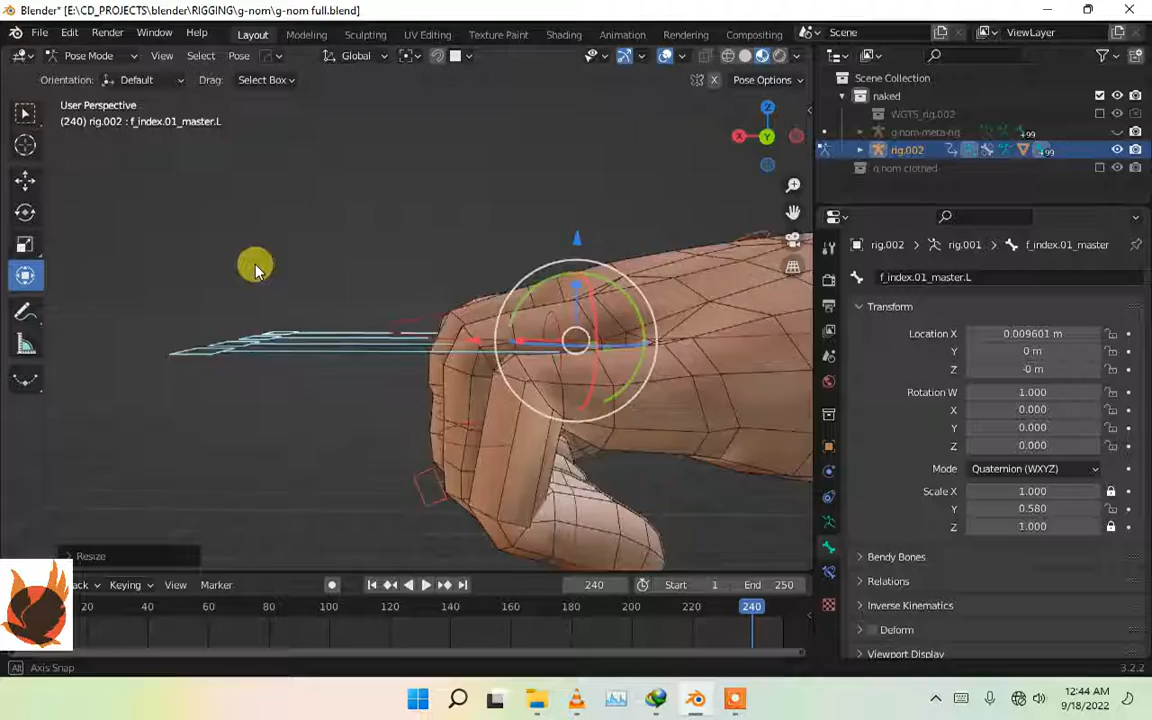 Blender* [E:\CD_PROJECTS\blender\RIGGING\g-nom\g-nom full.blend]
File Edit Render Window Help Layout Modeling Sculpting UV Editing Texture Paint Shading Animation Rendering Compositing Scene ViewLayer
Pose Mode View Select Pose Global
Orientation: Default Drag: Select Box X Pose Options
User Perspective
(240) rig.002 : f_index.01_master.L
Z
X
Y
Scene Collection
naked
WGTS_rig.002
g-nom-meta-rig +99
rig.002 +99
g nom clothed
rig.002 rig.001 f_index.01_master.L
f_index.01_master.L
Transform
Location X 0.009601 m
Y 0 m
Z -0 m
Rotation W 1.000
X 0.000
Y 0.000
Z 0.000
Mode Quaternion (WXYZ)
Scale X 1.000
Y 0.580
Z 1.000
Bendy Bones
Relations
Inverse Kinematics
Deform
Viewport Display
Resize
Keying View Marker 240 Start 1 End 250
20 40 60 80 100 120 140 160 180 200 220 240
Alt Axis Snap 3.2.2
12:44 AM
9/18/2022